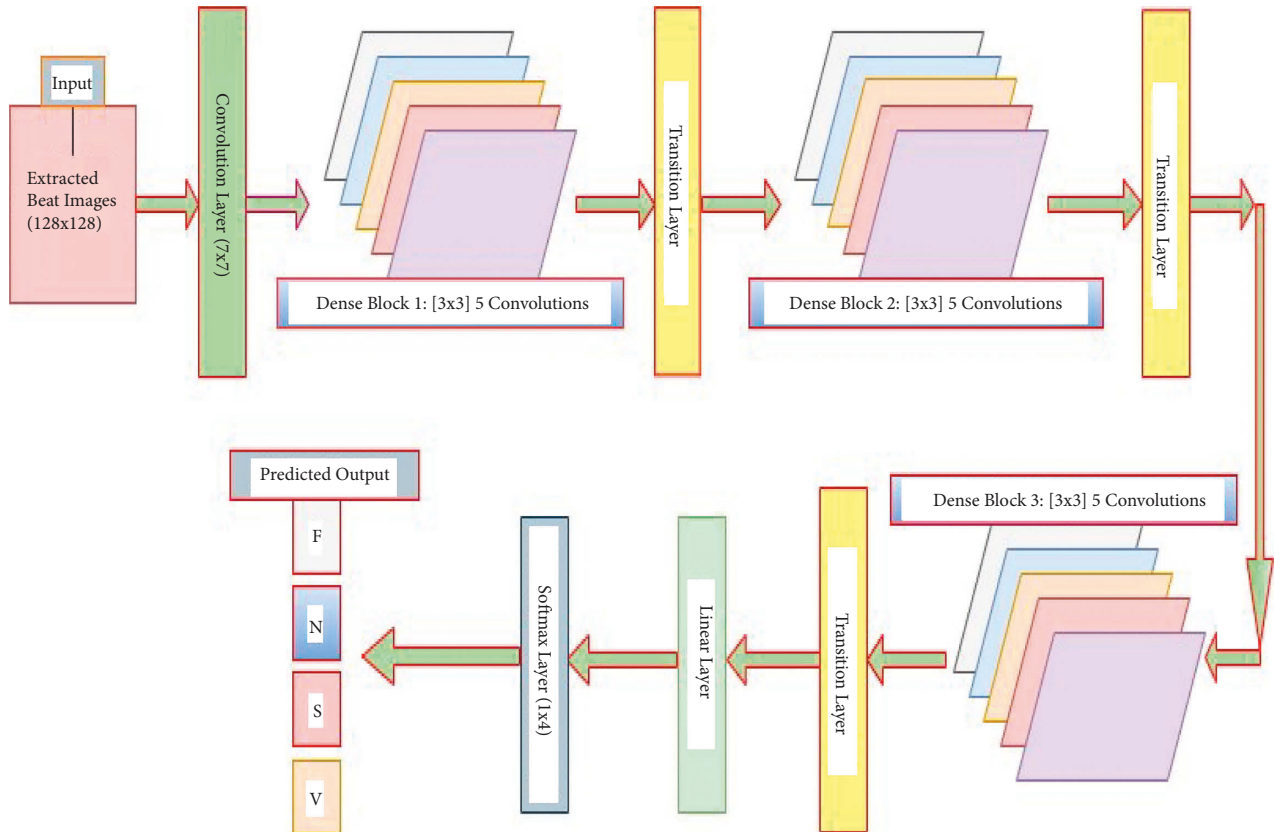 Input
Extracted
Beat Images
(128x128)
Convolution Layer (7x7)
Dense Block 1: [3x3] 5 Convolutions
Transition Layer
Dense Block 2: [3x3] 5 Convolutions
Transition Layer
Dense Block 3: [3x3] 5 Convolutions
Transition Layer
Linear Layer
Softmax Layer (1x4)
Predicted Output
F
N
S
V